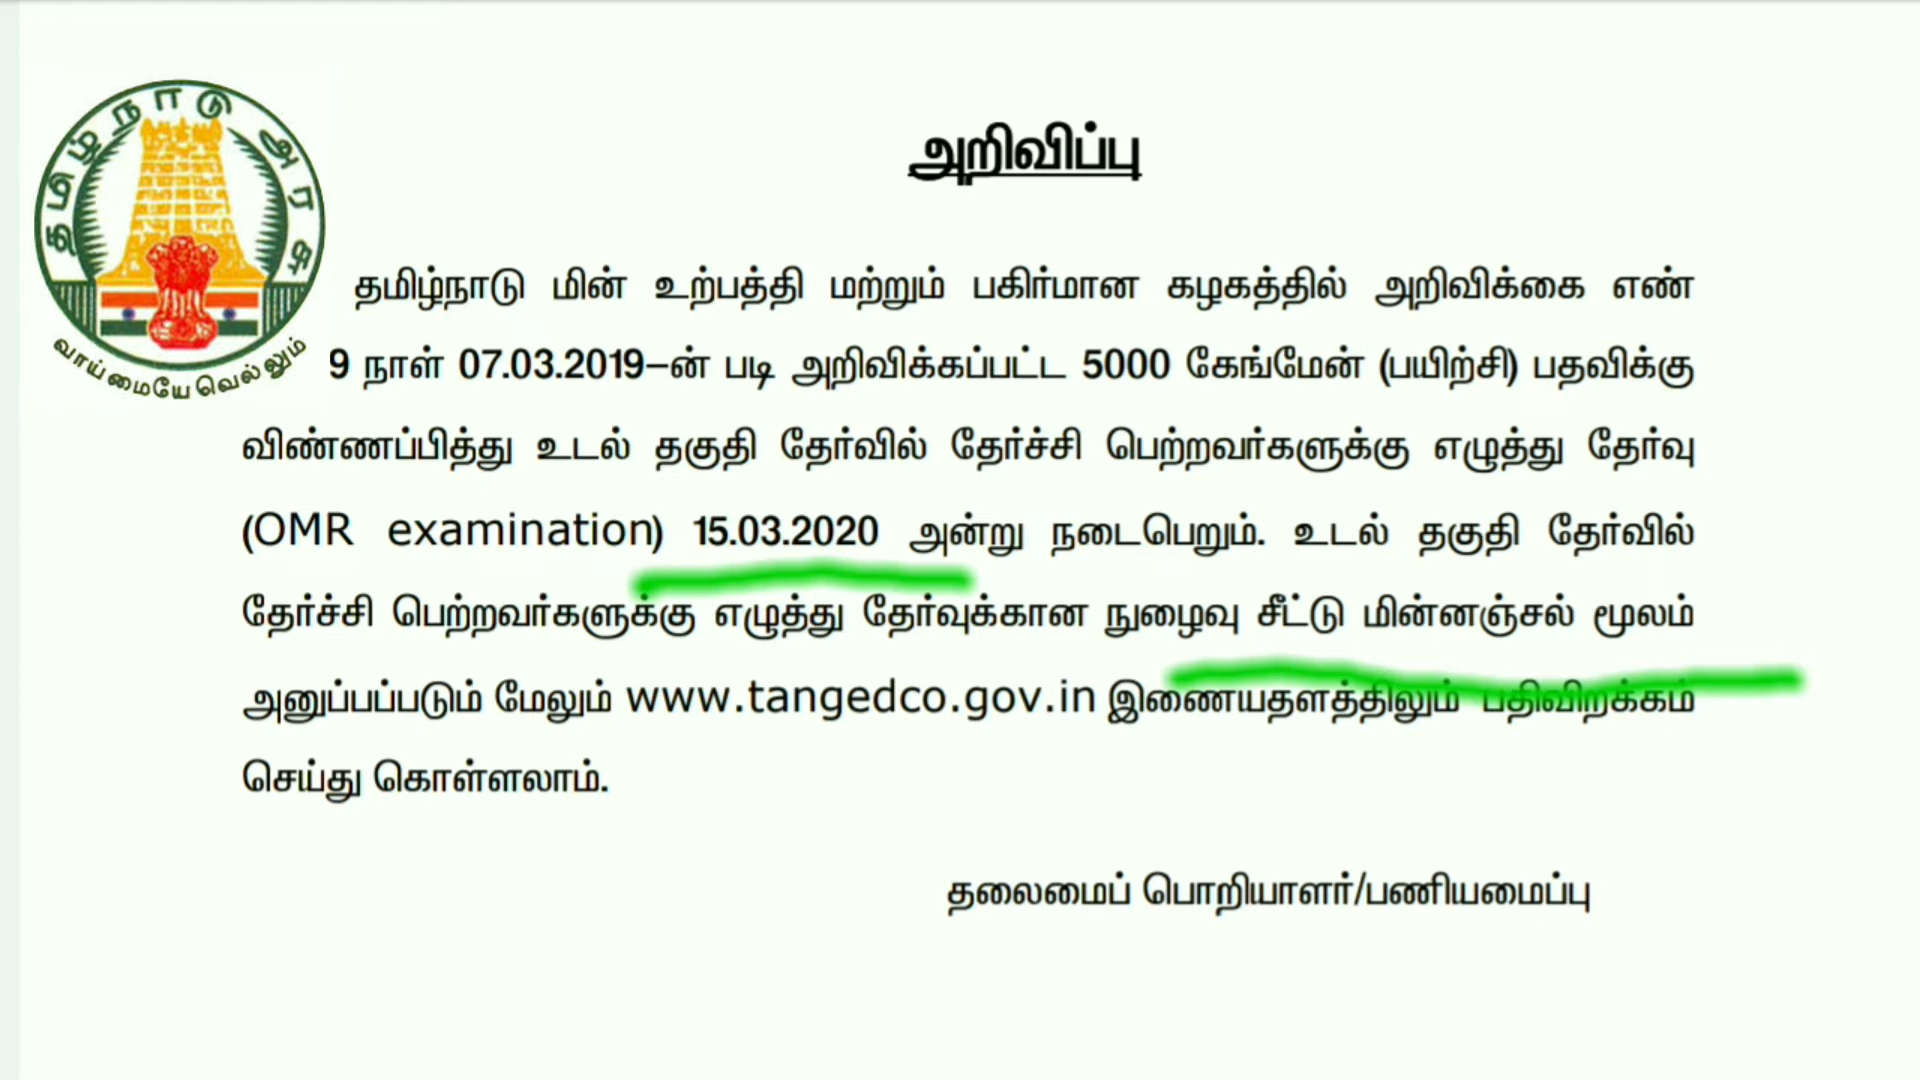 அறிவிப்பு
தமிழ்நாடு அரசு
வாய்மையே வெல்லும்
தமிழ்நாடு மின் உற்பத்தி மற்றும் பகிர்மான கழகத்தில் அறிவிக்கை எண்
9 நாள் 07.03.2019–ன் படி அறிவிக்கப்பட்ட 5000 கேங்மேன் (பயிற்சி) பதவிக்கு
விண்ணப்பித்து உடல் தகுதி தேர்வில் தேர்ச்சி பெற்றவர்களுக்கு எழுத்து தேர்வு
(OMR examination) 15.03.2020 அன்று நடைபெறும். உடல் தகுதி தேர்வில்
தேர்ச்சி பெற்றவர்களுக்கு எழுத்து தேர்வுக்கான நுழைவு சீட்டு மின்னஞ்சல் மூலம்
அனுப்பப்படும் மேலும் www.tangedco.gov.in இணையதளத்திலும் பதிவிறக்கம்
செய்து கொள்ளலாம்.
தலைமைப் பொறியாளர்/பணியமைப்பு